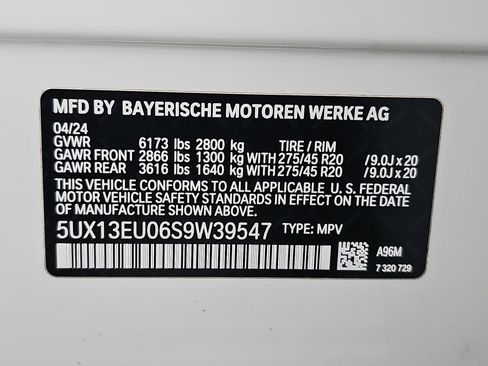 MFD BY BAYERISCHE MOTOREN WERKE AG
04/24
GVWR 6173 lbs 2800 kg TIRE / RIM
GAWR FRONT 2866 lbs 1300 kg WITH 275/45 R20 /9.0J x 20
GAWR REAR 3616 lbs 1640 kg WITH 275/45 R20 /9.0J x 20
THIS VEHICLE CONFORMS TO ALL APPLICABLE U. S. FEDERAL
MOTOR VEHICLE SAFETY STANDARDS IN EFFECT ON THE DATE
OF MANUFACTURE SHOWN ABOVE.
5UX13EU06S9W39547 TYPE: MPV
A96M
7 320 729